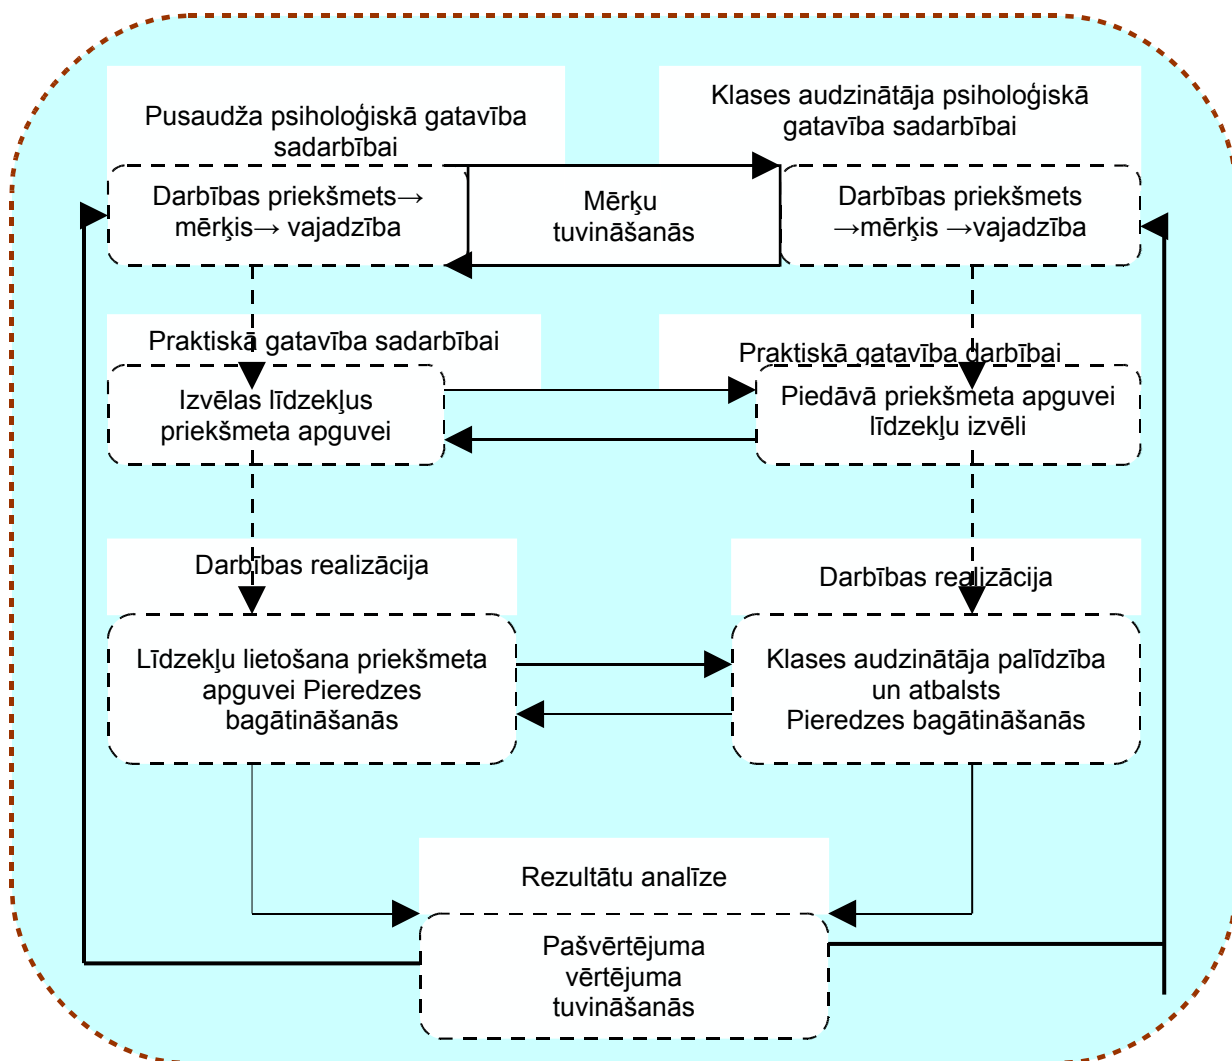 Pusaudža psiholoģiskā gatavība
sadarbībai
Klases audzinātāja psiholoģiskā
gatavība sadarbībai
Darbības priekšmets→
mērķis→ vajadzība
Mērķu
tuvināšanās
Darbības priekšmets
→mērķis →vajadzība
Praktiskā gatavība sadarbībai
Praktiskā gatavība darbībai
Izvēlas līdzekļus
priekšmeta apguvei
Piedāvā priekšmeta apguvei
līdzekļu izvēli
Darbības realizācija
Darbības realizācija
Līdzekļu lietošana priekšmeta
apguvei Pieredzes
bagātināšanās
Klases audzinātāja palīdzība
un atbalsts
Pieredzes bagātināšanās
Rezultātu analīze
Pašvērtējuma
vērtējuma
tuvināšanās